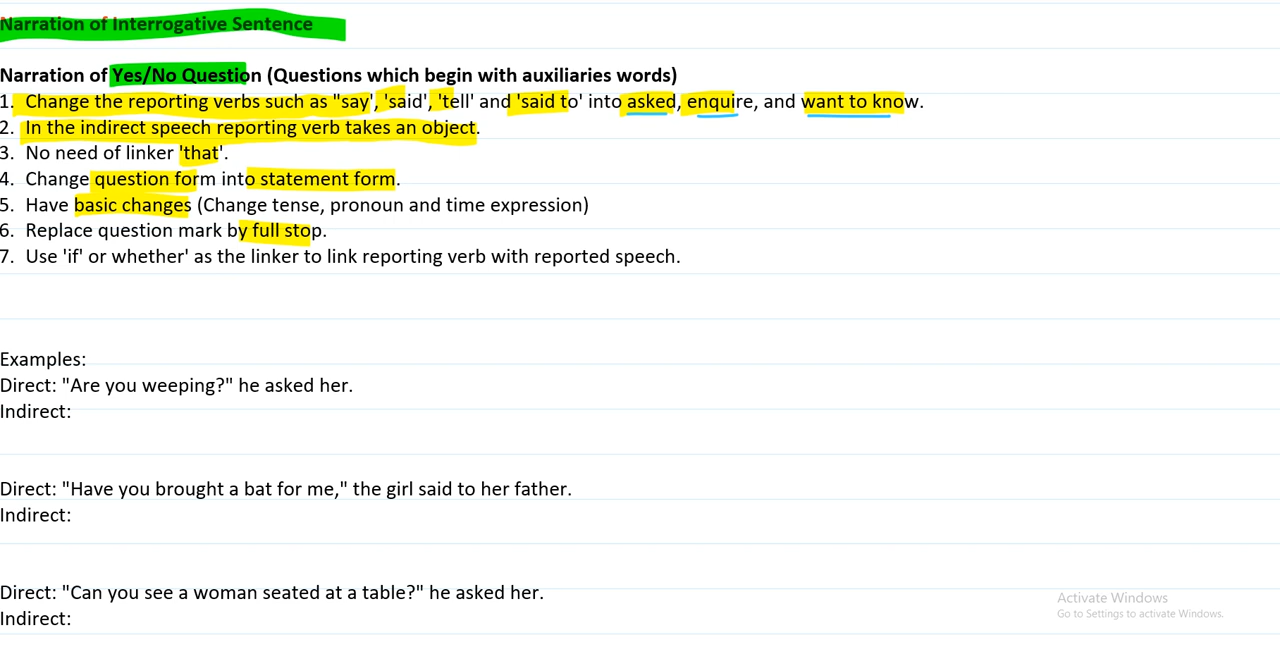 Narration of Interrogative Sentence
Narration of Yes/No Question (Questions which begin with auxiliaries words)
1. Change the reporting verbs such as "say', 'said', 'tell' and 'said to' into asked, enquire, and want to know.
2. In the indirect speech reporting verb takes an object.
3. No need of linker 'that'.
4. Change question form into statement form.
5. Have basic changes (Change tense, pronoun and time expression)
6. Replace question mark by full stop.
7. Use 'if' or whether' as the linker to link reporting verb with reported speech.
Examples:
Direct: "Are you weeping?" he asked her.
Indirect:
Direct: "Have you brought a bat for me," the girl said to her father.
Indirect:
Direct: "Can you see a woman seated at a table?" he asked her.
Indirect:
Activate Windows
Go to Settings to activate Windows.